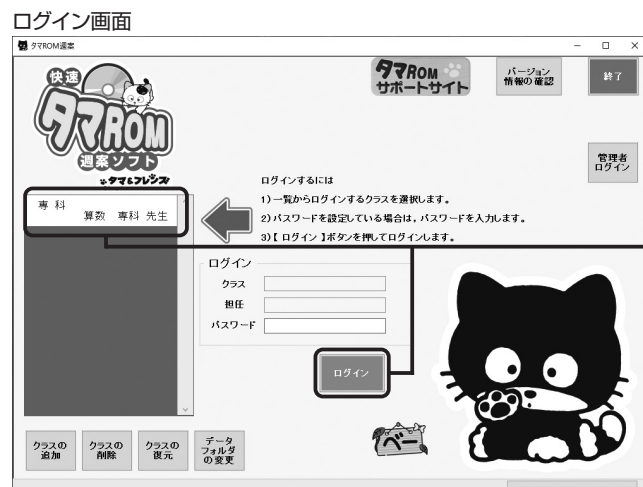 ログイン画面
タマROM週案
快速
タマROM
週案ソフト
タマ&フレンズ
タマROM
サポートサイト
バージョン
情報の確認
終了
管理者
ログイン
専科
算数 専科 先生
ログインするには
1)一覧からログインするクラスを選択します。
2)パスワードを設定している場合は,パスワードを入力します。
3)【 ログイン 】ボタンを押してログインします。
ログイン
クラス
担任
パスワード
ログイン
ベー
クラスの
追加
クラスの
削除
クラスの
復元
データ
フォルダ
の変更